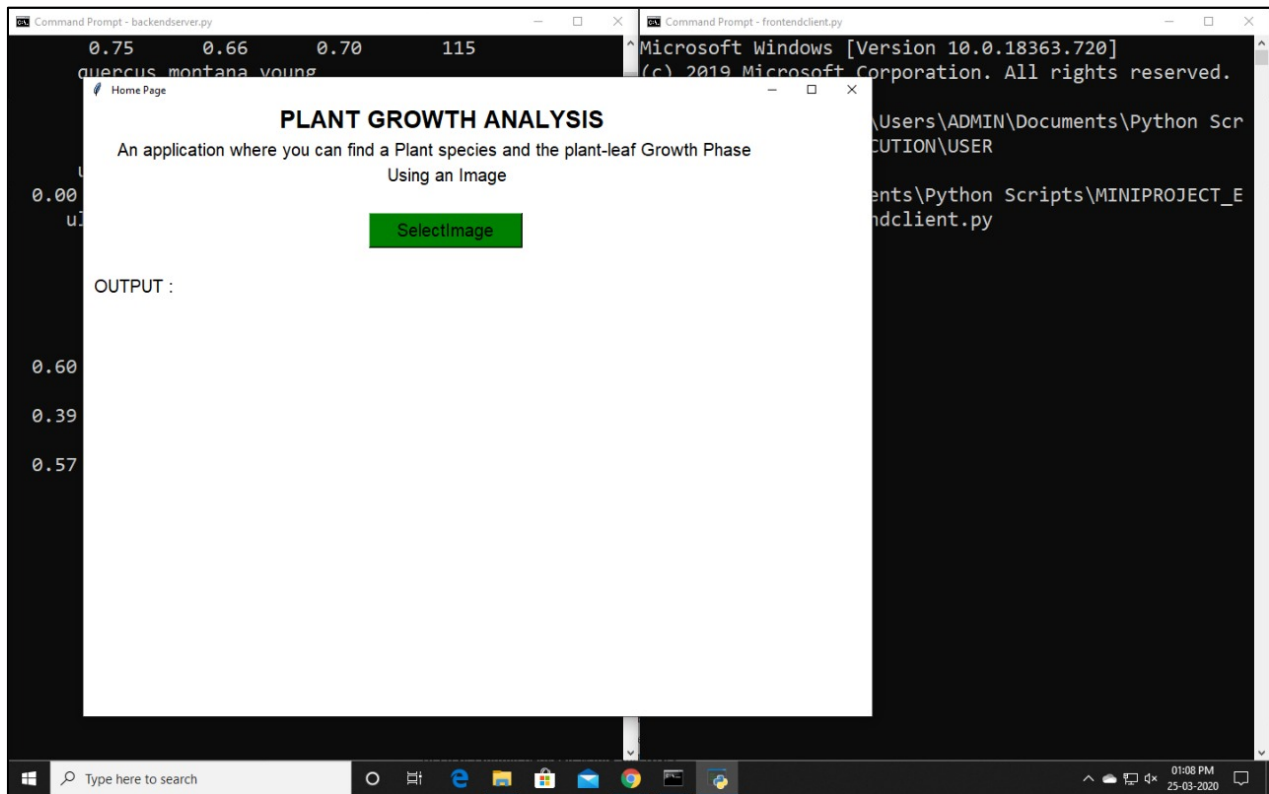 Command Prompt - backendserver.py
0.75 0.66 0.70 115
quercus montana young
0.00
0.60
0.39
0.57
Command Prompt - frontendclient.py
Microsoft Windows [Version 10.0.18363.720]
(c) 2019 Microsoft Corporation. All rights reserved.
\Users\ADMIN\Documents\Python Scr
CUTION\USER
ents\Python Scripts\MINIPROJECT_E
ndclient.py
Home Page
PLANT GROWTH ANALYSIS
An application where you can find a Plant species and the plant-leaf Growth Phase
Using an Image
SelectImage
OUTPUT :
Type here to search
01:08 PM
25-03-2020